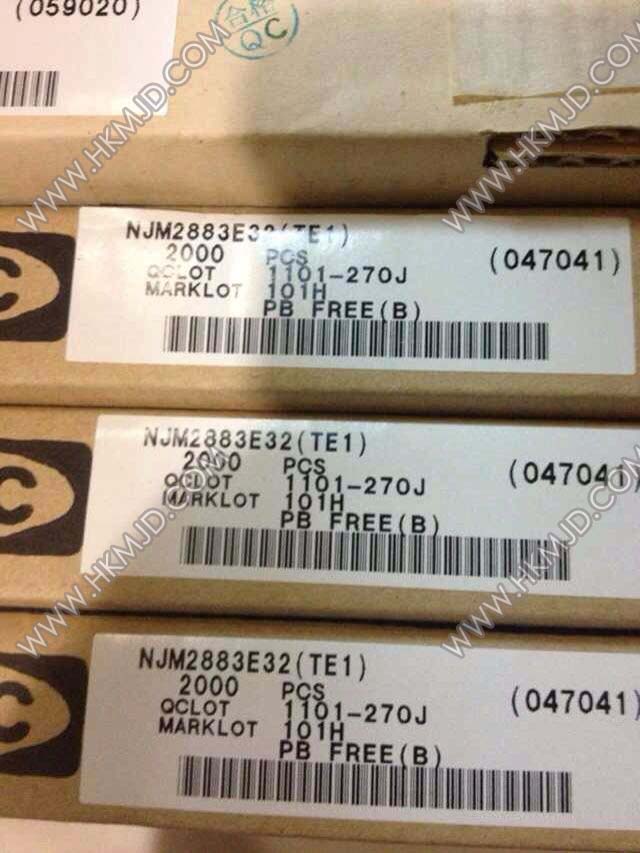 (059020)
合格
QC
NJM2883E32(TE1)
2000 PCS (047041)
QCLOT 1101-270J
MARKLOT 101H
PB FREE(B)
NJM2883E32(TE1)
2000 PCS (047041)
QCLOT 1101-270J
MARKLOT 101H
PB FREE(B)
NJM2883E32(TE1)
2000 PCS (047041)
QCLOT 1101-270J
MARKLOT 101H
PB FREE(B)
C
C
C
WWW.HKMJD.COM
WWW.HKMJD.COM
WWW.HKMJD.COM
WWW.HKMJD.COM